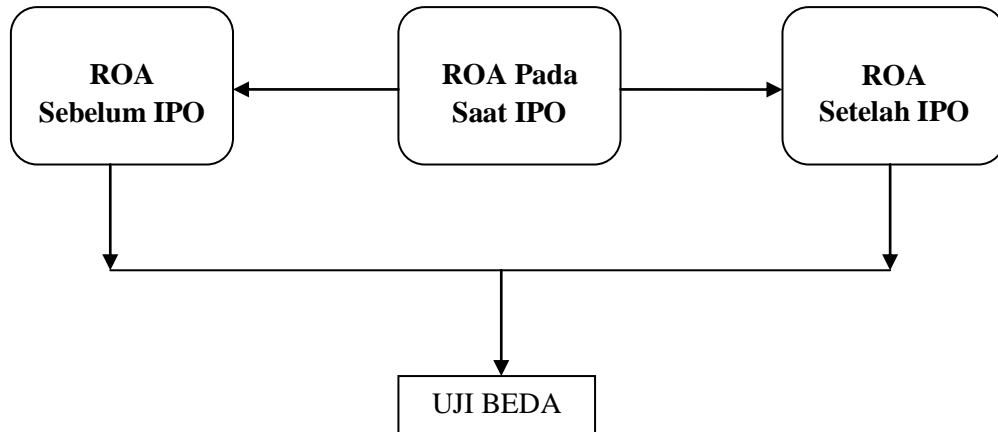 ROA
Sebelum IPO
ROA Pada
Saat IPO
ROA
Setelah IPO
UJI BEDA